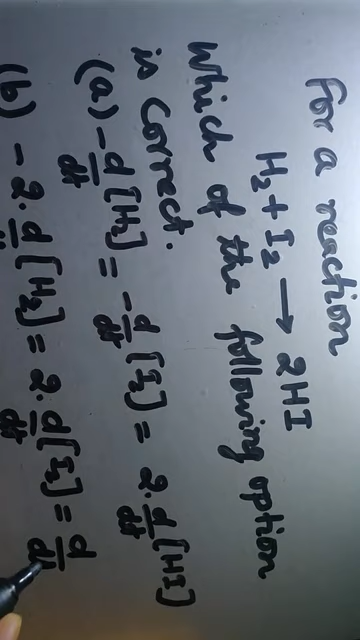 For a reaction
H₂ + I₂ → 2HI
Which of the following option
is correct.
(a) - d/dt [H₂] = - d/dt [I₂] = 2. d/dt [HI]
(b) - 2. d/dt [H₂] = 2. d/dt [I₂] = d/dt